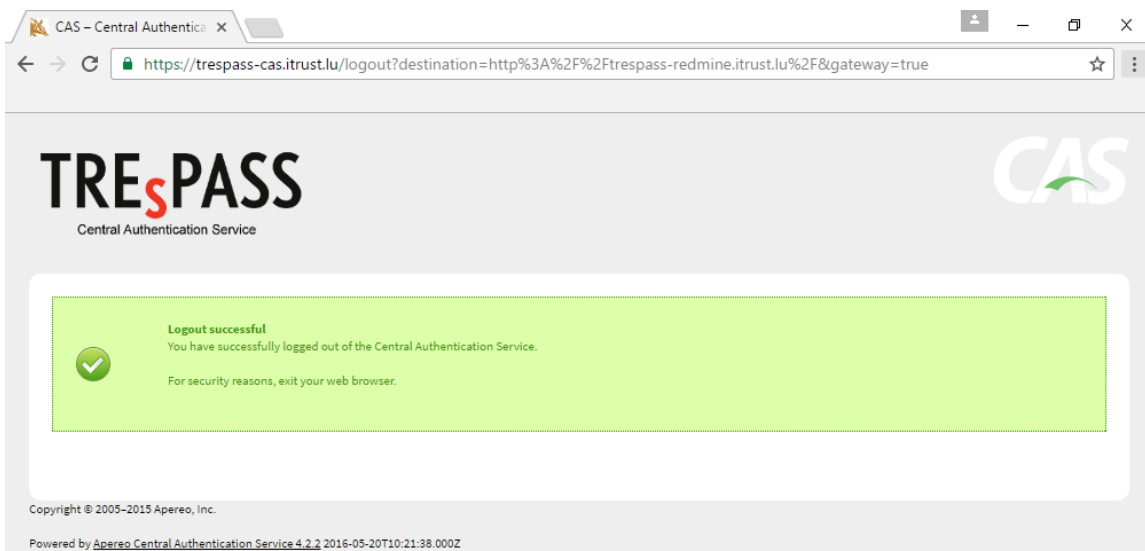 CAS – Central Authentica
https://trespass-cas.itrust.lu/logout?destination=http%3A%2F%2Ftrespass-redmine.itrust.lu%2F&gateway=true
TREsPASS
CAS
Central Authentication Service
Logout successful
You have successfully logged out of the Central Authentication Service.
For security reasons, exit your web browser.
Copyright © 2005–2015 Apereo, Inc.
Powered by Apereo Central Authentication Service 4.2.2 2016-05-20T10:21:38.000Z